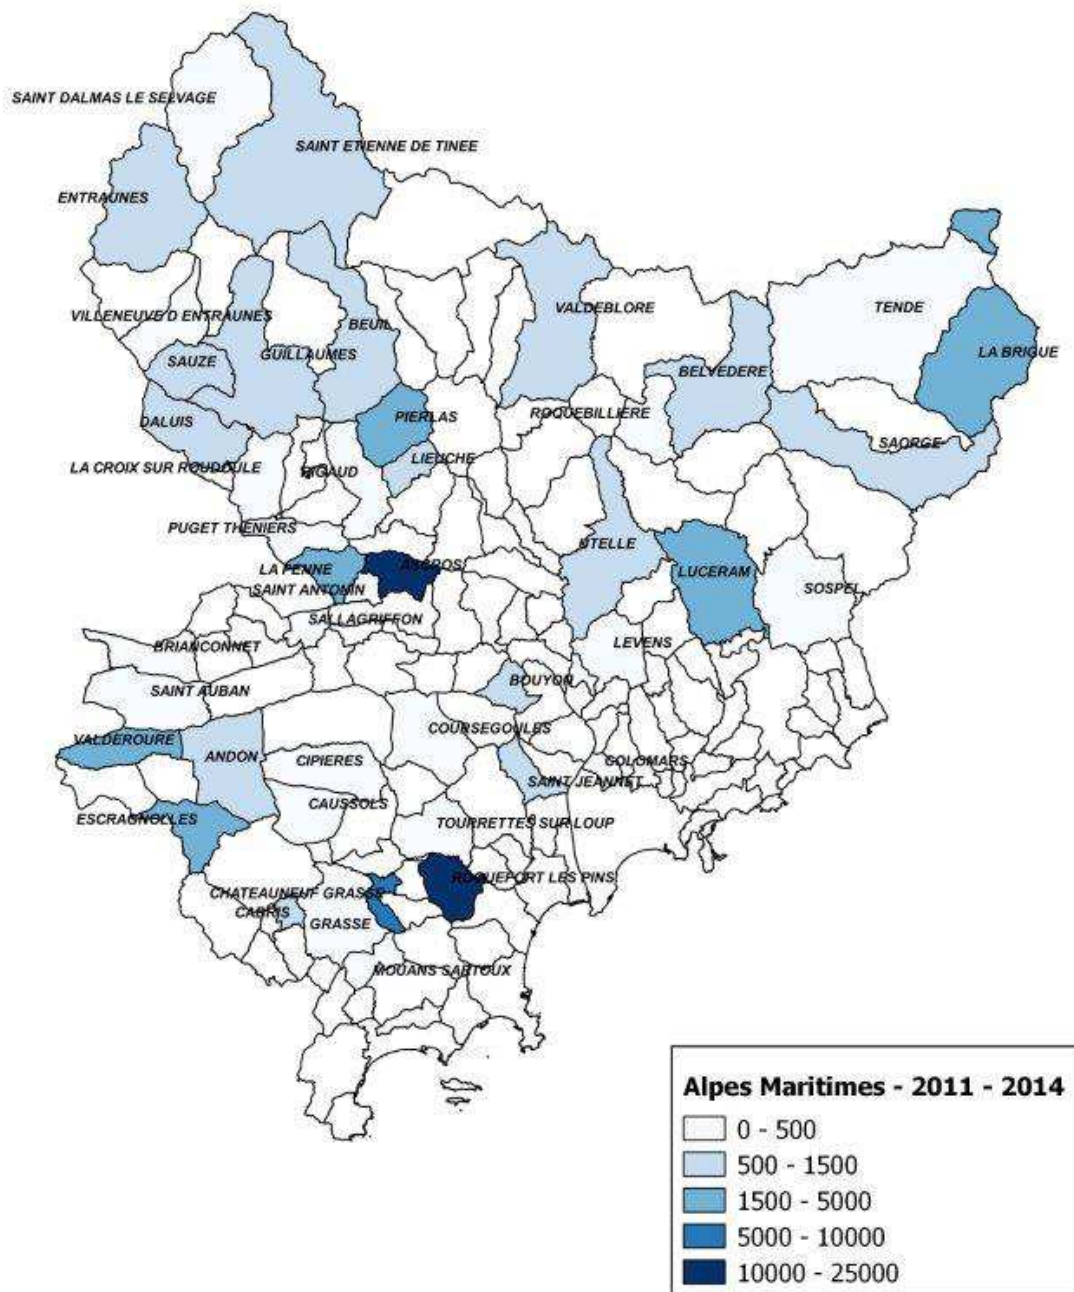 SAINT DALMAS LE SELVAGE
SAINT ETIENNE DE TINEE
ENTRAUNES
VILLENEUVE D ENTRAUNES
BEUIL
VALDEBLORE
TENDE
LA BRIGUE
SAUZE
GUILLAUMES
BELVEDERE
DALUIS
PIERLAS
ROQUEBILLIERE
SAORGE
LA CROIX SUR ROUDOULE
RIGAUD
LIEUCHE
PUGET THENIERS
UTELLE
LA PENNE
ASCROS
LUCERAM
SAINT ANTONIN
SOSPEL
SALLAGRIFFON
BRIANCONNET
LEVENS
SAINT AUBAN
BOUYON
COURSEGOULES
VALDEROURE
ANDON
CIPIERES
COLOMARS
SAINT JEANNET
CAUSSOLS
ESCRAGNOLLES
TOURRETTES SUR LOUP
ROQUEFORT LES PINS
CHATEAUNEUF GRASSE
CABRIS
GRASSE
MOUANS SARTOUX
Alpes Maritimes - 2011 - 2014
0 - 500
500 - 1500
1500 - 5000
5000 - 10000
10000 - 25000